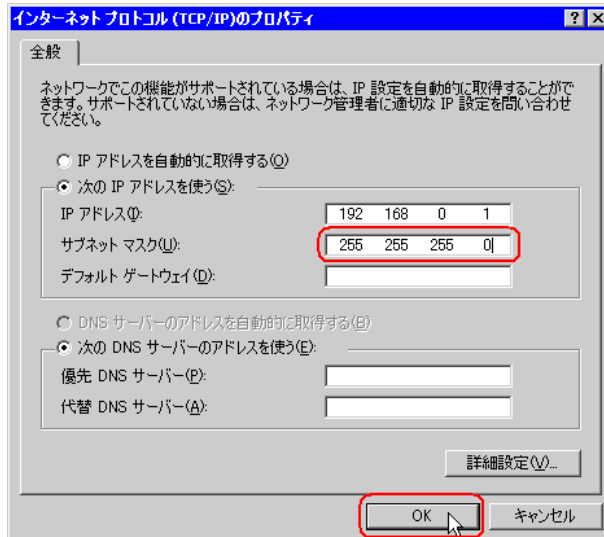 インターネット プロトコル (TCP/IP)のプロパティ
全般
ネットワークでこの機能がサポートされている場合は、IP 設定を自動的に取得することがで
きます。サポートされていない場合は、ネットワーク管理者に適切な IP 設定を問い合わせ
てください。
IP アドレスを自動的に取得する(O)
次の IP アドレスを使う(S):
IP アドレス(I): 192 168 0 1
サブネット マスク(U): 255 255 255 0
デフォルト ゲートウェイ(D):
DNS サーバーのアドレスを自動的に取得する(B)
次の DNS サーバーのアドレスを使う(E):
優先 DNS サーバー(P):
代替 DNS サーバー(A):
詳細設定(V)...
OK キャンセル